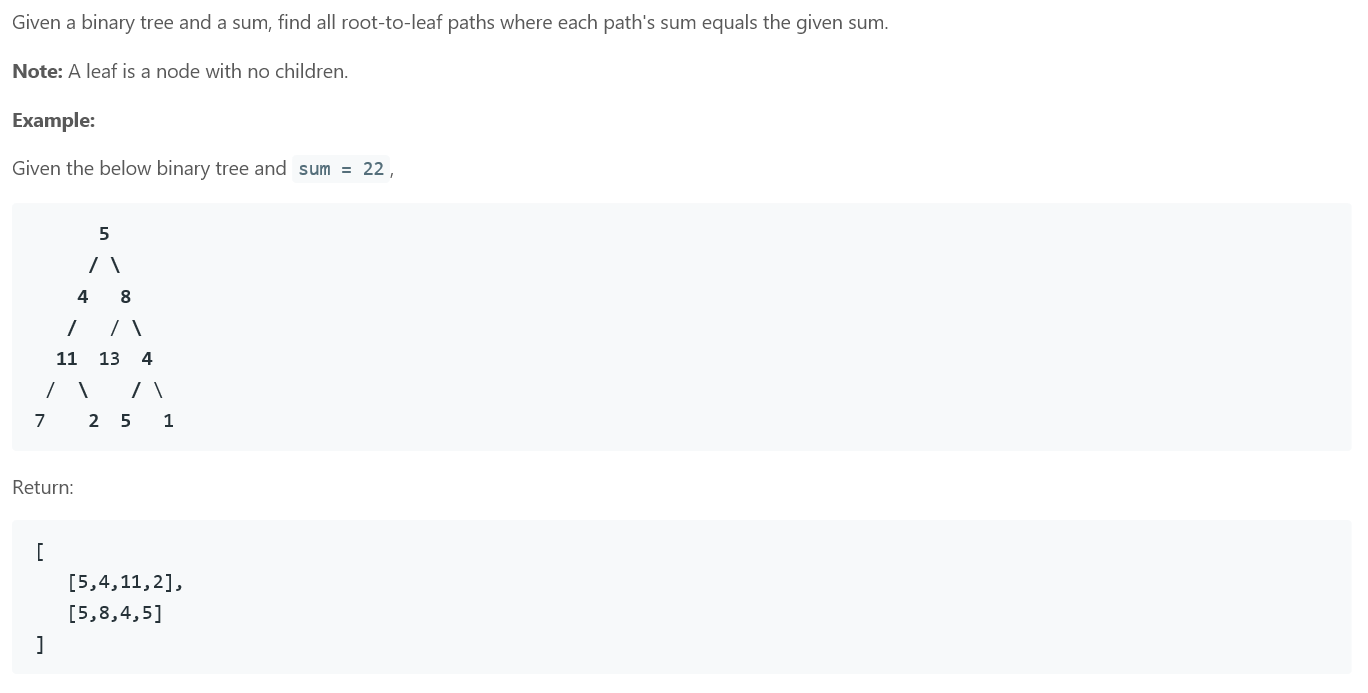 Given a binary tree and a sum, find all root-to-leaf paths where each path's sum equals the given sum.
Note: A leaf is a node with no children.
Example:
Given the below binary tree and sum = 22,
      5
     / \
    4   8
   /   / \
  11  13  4
 /  \    / \
7    2  5   1
Return:
[
   [5,4,11,2],
   [5,8,4,5]
]